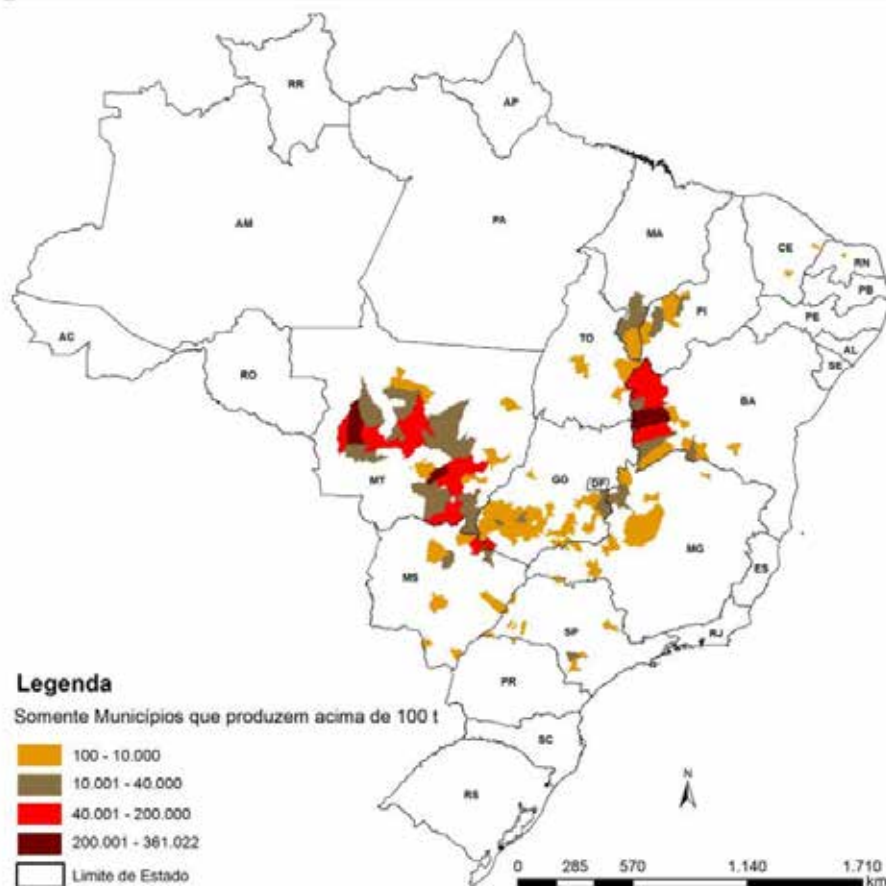 RR
AP
AM
PA
MA
CE
RN
PB
PI
PE
AC
TO
AL
SE
RO
BA
MT
GO
DF
MG
ES
MS
SP
RJ
PR
SC
RS
N
Legenda
Somente Municípios que produzem acima de 100 t
100 - 10.000
10.001 - 40.000
40.001 - 200.000
200.001 - 361.022
Limite de Estado
0 285 570 1.140 1.710
km